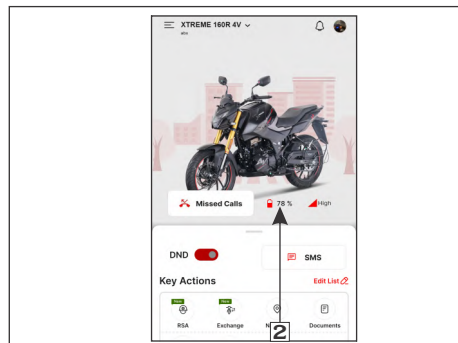 XTREME 160R 4V
abc
Missed Calls
78 %
High
DND
SMS
Key Actions
Edit List
New
New
RSA
Exchange
Documents
2